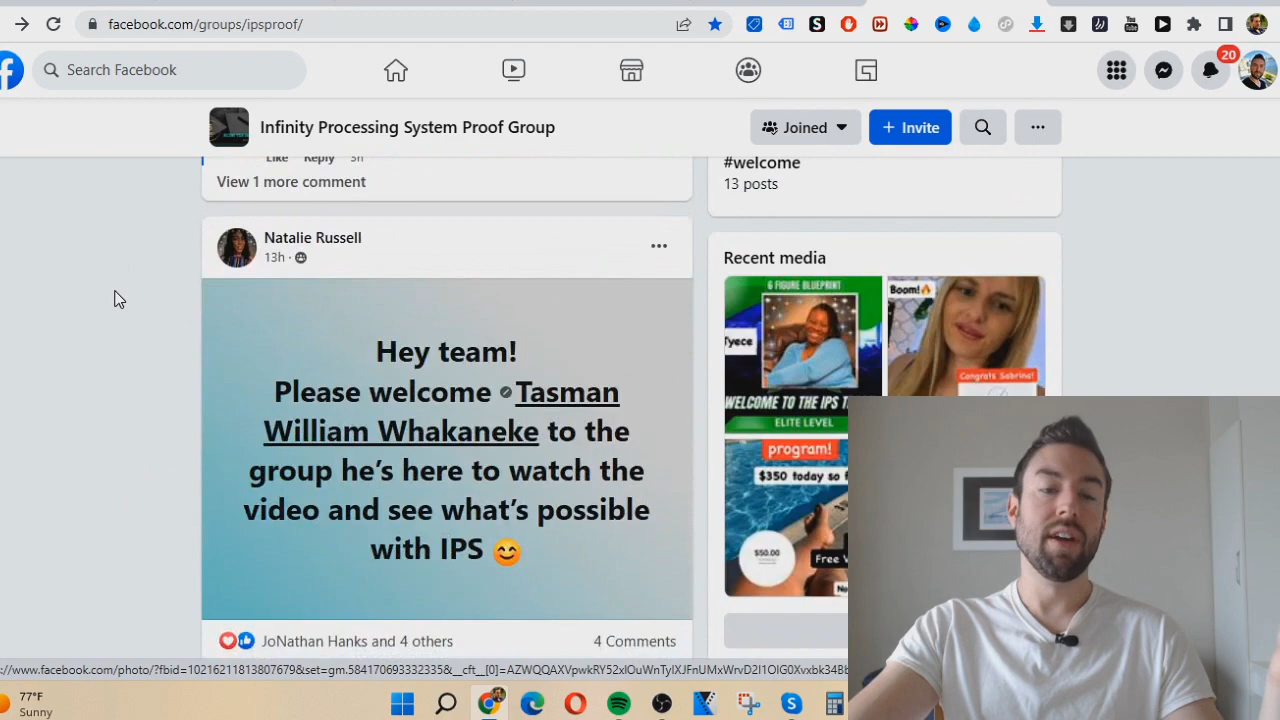 facebook.com/groups/ipsproof/
Search Facebook
20
Infinity Processing System Proof Group
Joined
+ Invite
Like Reply 3h
View 1 more comment
#welcome
13 posts
Natalie Russell
13h
Hey team!
Please welcome Tasman
William Whakaneke to the
group he's here to watch the
video and see what's possible
with IPS 😊
JoNathan Hanks and 4 others
4 Comments
Recent media
6 FIGURE BLUEPRINT
Tyece
WELCOME TO THE IPS T
ELITE LEVEL
Boom!🔥
Congrats Sabrina!
program!
$350 today so f
$50.00
Free V
77°F
Sunny